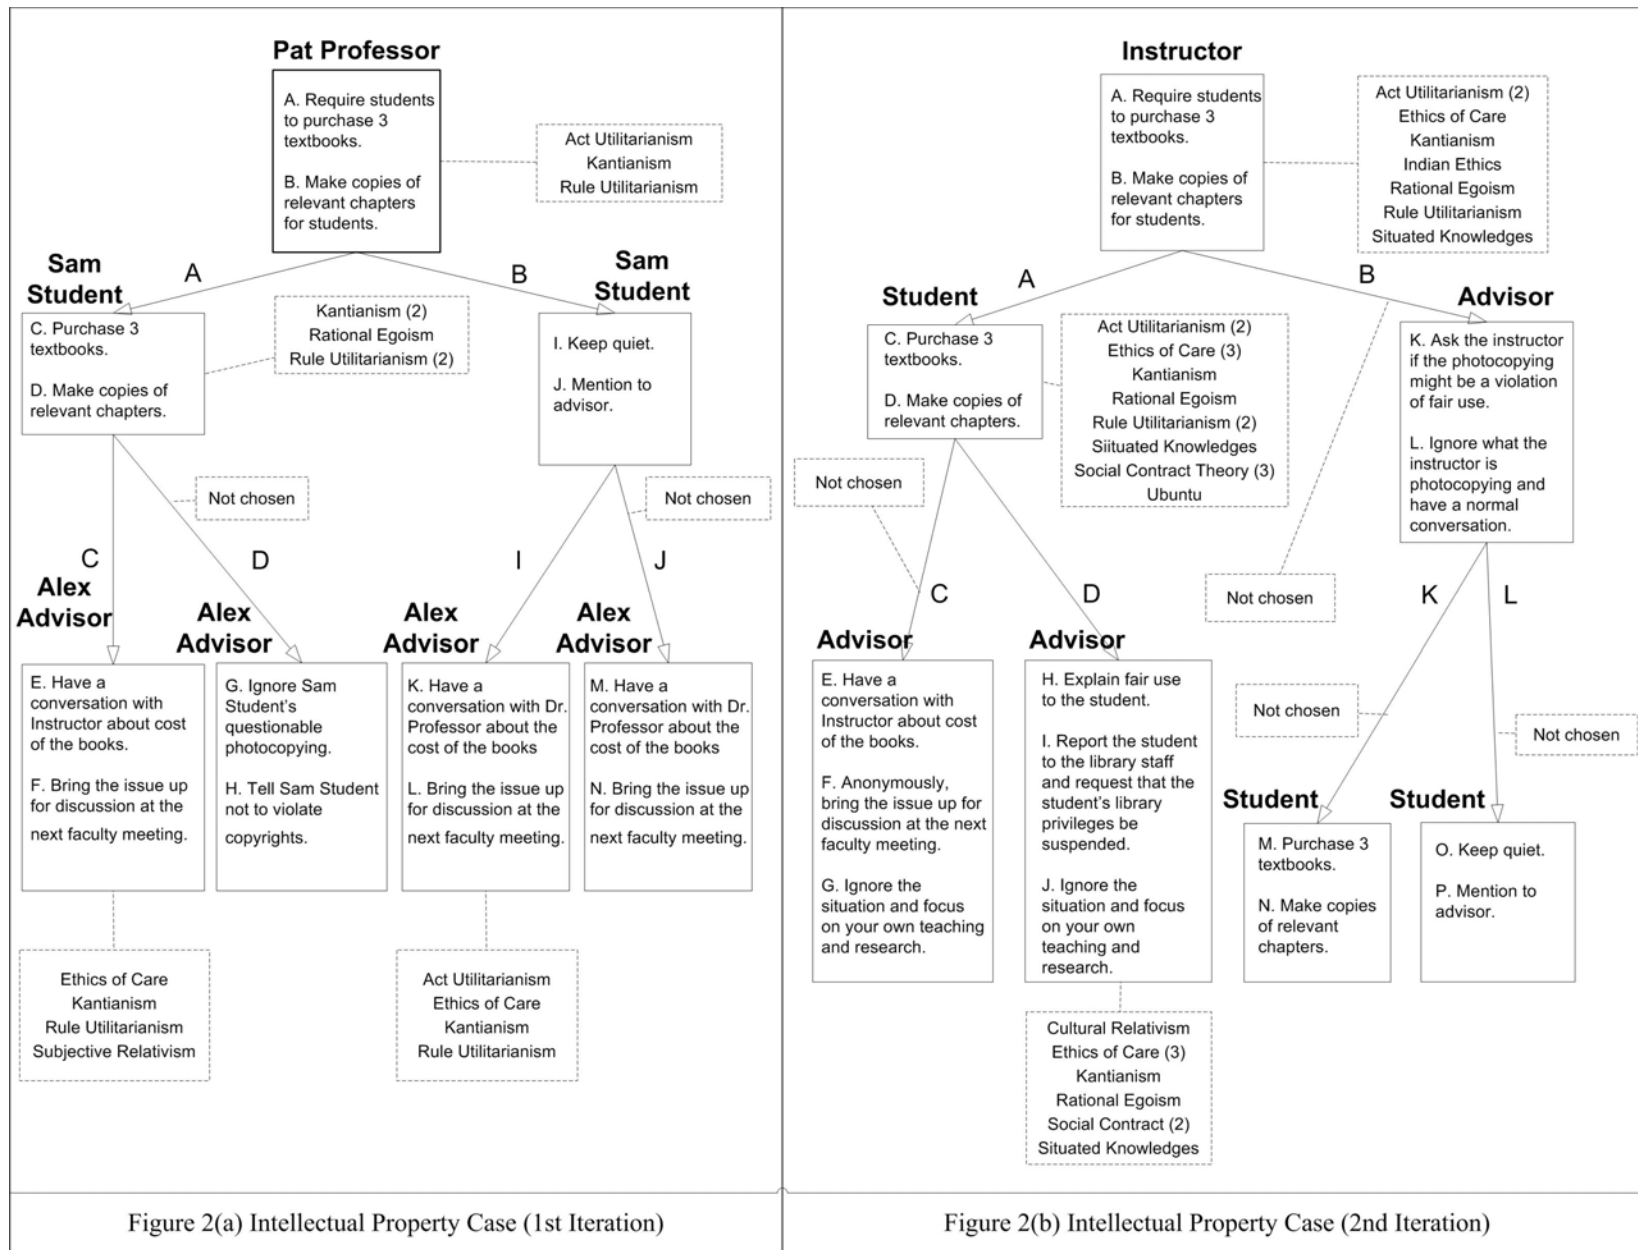 Pat Professor
A. Require students
to purchase 3
textbooks.
B. Make copies of
relevant chapters
for students.
Act Utilitarianism
Kantianism
Rule Utilitarianism
A
B
Sam
Student
C. Purchase 3
textbooks.
D. Make copies of
relevant chapters.
Kantianism (2)
Rational Egoism
Rule Utilitarianism (2)
Sam
Student
I. Keep quiet.
J. Mention to
advisor.
Not chosen
Not chosen
C
D
I
J
Alex
Advisor
E. Have a
conversation with
Instructor about cost
of the books.
F. Bring the issue up
for discussion at the
next faculty meeting.
Alex
Advisor
G. Ignore Sam
Student's
questionable
photocopying.
H. Tell Sam Student
not to violate
copyrights.
Alex
Advisor
K. Have a
conversation with Dr.
Professor about the
cost of the books
L. Bring the issue up
for discussion at the
next faculty meeting.
Alex
Advisor
M. Have a
conversation with Dr.
Professor about the
cost of the books
N. Bring the issue up
for discussion at the
next faculty meeting.
Ethics of Care
Kantianism
Rule Utilitarianism
Subjective Relativism
Act Utilitarianism
Ethics of Care
Kantianism
Rule Utilitarianism
Figure 2(a) Intellectual Property Case (1st Iteration)
Instructor
A. Require students
to purchase 3
textbooks.
B. Make copies of
relevant chapters
for students.
Act Utilitarianism (2)
Ethics of Care
Kantianism
Indian Ethics
Rational Egoism
Rule Utilitarianism
Situated Knowledges
A
B
Student
C. Purchase 3
textbooks.
D. Make copies of
relevant chapters.
Act Utilitarianism (2)
Ethics of Care (3)
Kantianism
Rational Egoism
Rule Utilitarianism (2)
Siituated Knowledges
Social Contract Theory (3)
Ubuntu
Advisor
K. Ask the instructor
if the photocopying
might be a violation
of fair use.
L. Ignore what the
instructor is
photocopying and
have a normal
conversation.
Not chosen
Not chosen
C
D
K
L
Advisor
E. Have a
conversation with
Instructor about cost
of the books.
F. Anonymously,
bring the issue up for
discussion at the next
faculty meeting.
G. Ignore the
situation and focus
on your own teaching
and research.
Advisor
H. Explain fair use
to the student.
I. Report the student
to the library staff
and request that the
student's library
privileges be
suspended.
J. Ignore the
situation and focus
on your own
teaching and
research.
Not chosen
Not chosen
Student
M. Purchase 3
textbooks.
N. Make copies
of relevant
chapters.
Student
O. Keep quiet.
P. Mention to
advisor.
Cultural Relativism
Ethics of Care (3)
Kantianism
Rational Egoism
Social Contract (2)
Situated Knowledges
Figure 2(b) Intellectual Property Case (2nd Iteration)